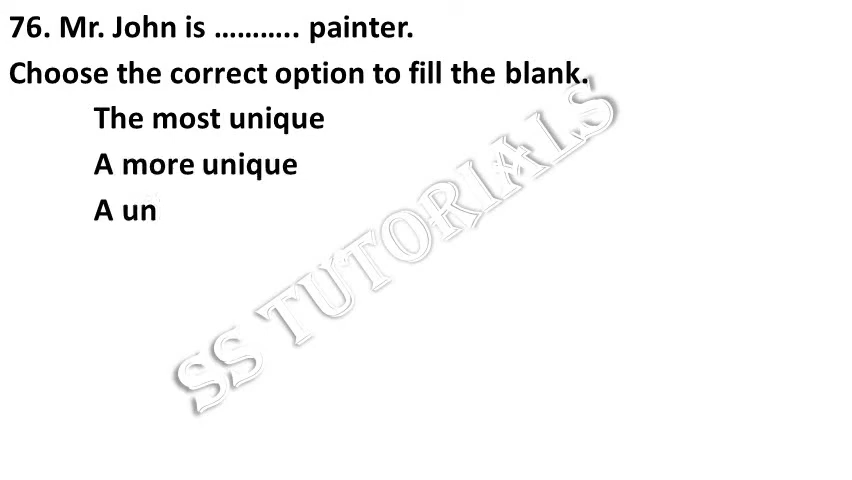 76. Mr. John is ……….. painter.
Choose the correct option to fill the blank.
The most unique
A more unique
A un
SS TUTORIALS